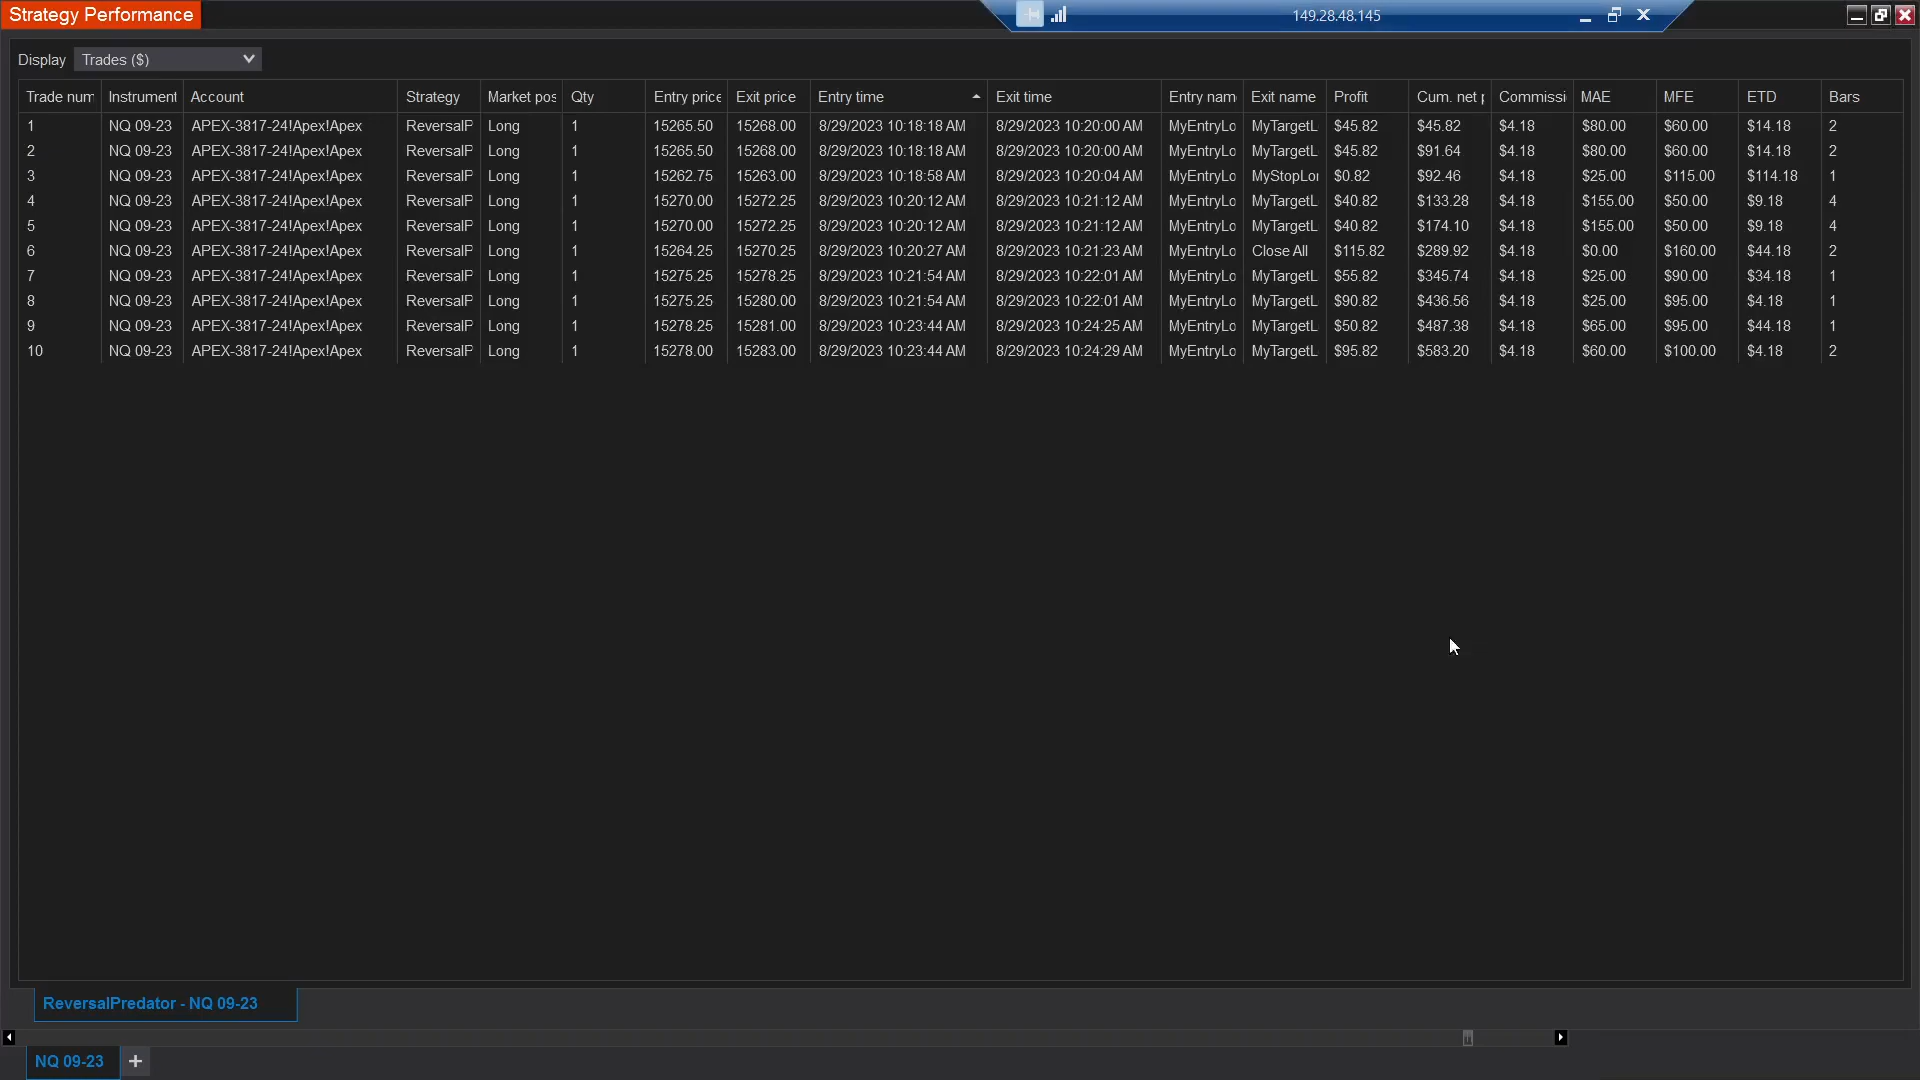 Strategy Performance
149.28.48.145
Display Trades ($)
Trade num Instrument Account Strategy Market pos Qty Entry price Exit price Entry time Exit time Entry nam Exit name Profit Cum. net p Commissi MAE MFE ETD Bars
1 NQ 09-23 APEX-3817-24!Apex!Apex ReversalP Long 1 15265.50 15268.00 8/29/2023 10:18:18 AM 8/29/2023 10:20:00 AM MyEntryLo MyTargetL $45.82 $45.82 $4.18 $80.00 $60.00 $14.18 2
2 NQ 09-23 APEX-3817-24!Apex!Apex ReversalP Long 1 15265.50 15268.00 8/29/2023 10:18:18 AM 8/29/2023 10:20:00 AM MyEntryLo MyTargetL $45.82 $91.64 $4.18 $80.00 $60.00 $14.18 2
3 NQ 09-23 APEX-3817-24!Apex!Apex ReversalP Long 1 15262.75 15263.00 8/29/2023 10:18:58 AM 8/29/2023 10:20:04 AM MyEntryLo MyStopLon $0.82 $92.46 $4.18 $25.00 $115.00 $114.18 1
4 NQ 09-23 APEX-3817-24!Apex!Apex ReversalP Long 1 15270.00 15272.25 8/29/2023 10:20:12 AM 8/29/2023 10:21:12 AM MyEntryLo MyTargetL $40.82 $133.28 $4.18 $155.00 $50.00 $9.18 4
5 NQ 09-23 APEX-3817-24!Apex!Apex ReversalP Long 1 15270.00 15272.25 8/29/2023 10:20:12 AM 8/29/2023 10:21:12 AM MyEntryLo MyTargetL $40.82 $174.10 $4.18 $155.00 $50.00 $9.18 4
6 NQ 09-23 APEX-3817-24!Apex!Apex ReversalP Long 1 15264.25 15270.25 8/29/2023 10:20:27 AM 8/29/2023 10:21:23 AM MyEntryLo Close All $115.82 $289.92 $4.18 $0.00 $160.00 $44.18 2
7 NQ 09-23 APEX-3817-24!Apex!Apex ReversalP Long 1 15275.25 15278.25 8/29/2023 10:21:54 AM 8/29/2023 10:22:01 AM MyEntryLo MyTargetL $55.82 $345.74 $4.18 $25.00 $90.00 $34.18 1
8 NQ 09-23 APEX-3817-24!Apex!Apex ReversalP Long 1 15275.25 15280.00 8/29/2023 10:21:54 AM 8/29/2023 10:22:01 AM MyEntryLo MyTargetL $90.82 $436.56 $4.18 $25.00 $95.00 $4.18 1
9 NQ 09-23 APEX-3817-24!Apex!Apex ReversalP Long 1 15278.25 15281.00 8/29/2023 10:23:44 AM 8/29/2023 10:24:25 AM MyEntryLo MyTargetL $50.82 $487.38 $4.18 $65.00 $95.00 $44.18 1
10 NQ 09-23 APEX-3817-24!Apex!Apex ReversalP Long 1 15278.00 15283.00 8/29/2023 10:23:44 AM 8/29/2023 10:24:29 AM MyEntryLo MyTargetL $95.82 $583.20 $4.18 $60.00 $100.00 $4.18 2
ReversalPredator - NQ 09-23
NQ 09-23 +